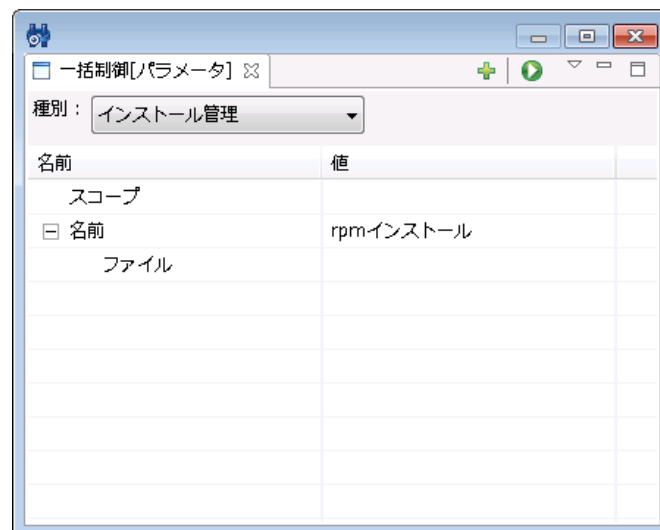 一括制御[パラメータ]
種別： インストール管理
名前 値
スコープ
名前 rpmインストール
ファイル